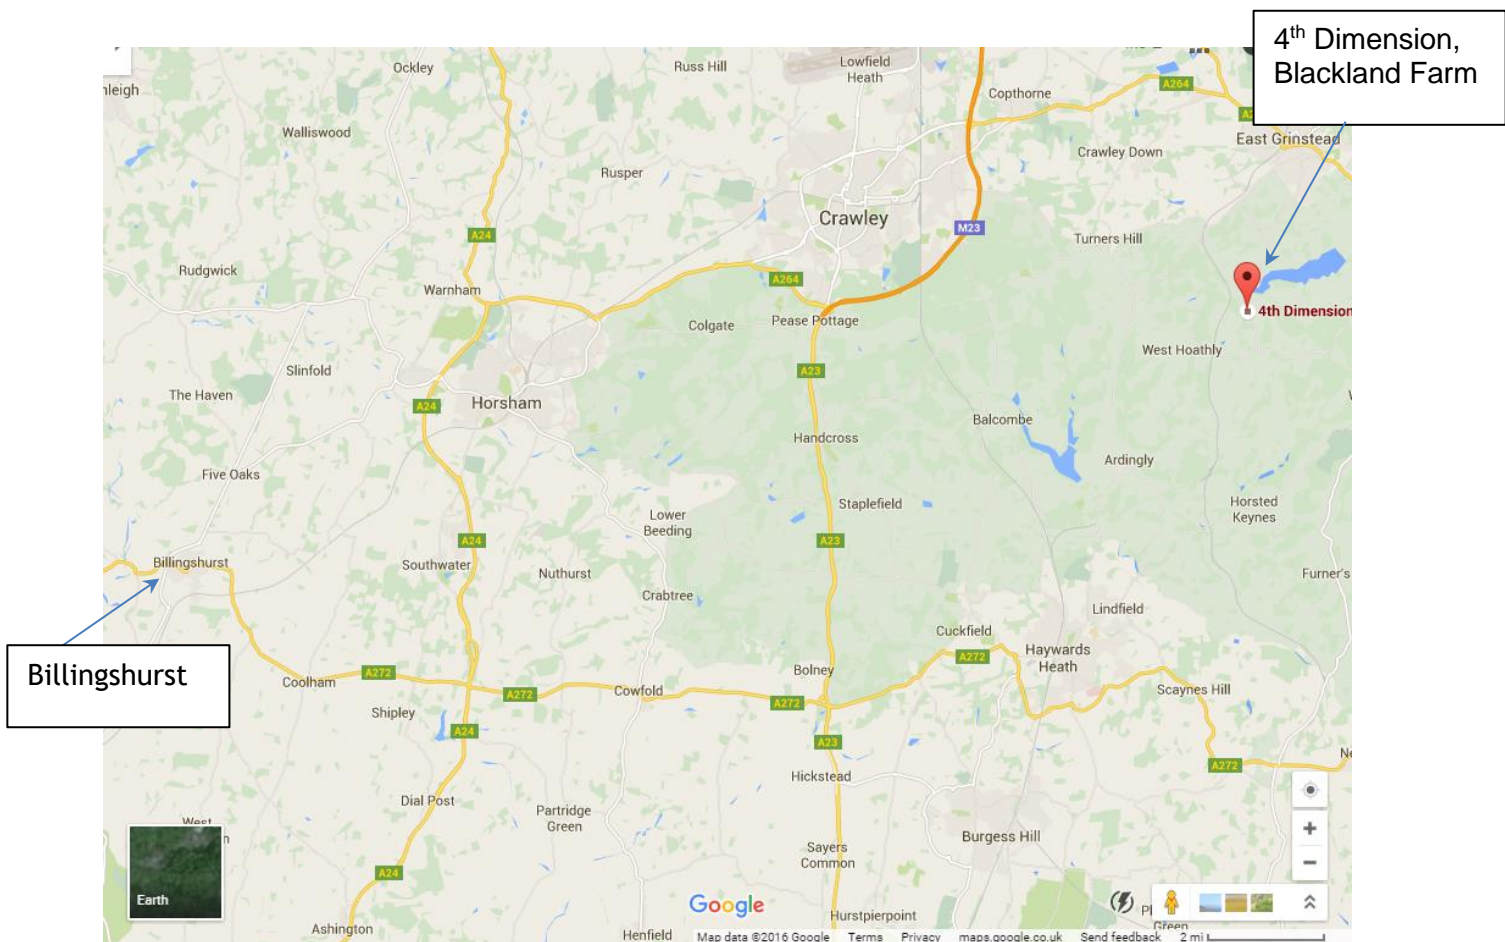 4th Dimension,
Blackland Farm
Ockley
Russ Hill
Lowfield
Heath
Copthorne
A264
nleigh
Walliswood
Rusper
Crawley Down
East Grinstead
Crawley
M23
A24
Turners Hill
Rudgwick
Warnham
A264
4th Dimension
Colgate
Pease Pottage
West Hoathly
Slinfold
A23
The Haven
A24
Horsham
Balcombe
Handcross
Ardingly
Five Oaks
Staplefield
Horsted
Keynes
Lower
Beeding
A24
A23
Billingshurst
Southwater
Nuthurst
Furner's
Crabtree
Lindfield
Cuckfield
Haywards
Heath
A272
Billingshurst
Coolham
A272
Bolney
A272
Cowfold
A272
Scaynes Hill
Shipley
A24
A23
A272
Hickstead
Dial Post
Partridge
Green
West
Burgess Hill
Sayers
Common
A24
Earth
Google
Hurstpierpoint
Ashington
Henfield
Green
Map data ©2016 Google Terms Privacy maps.google.co.uk Send feedback 2 mi